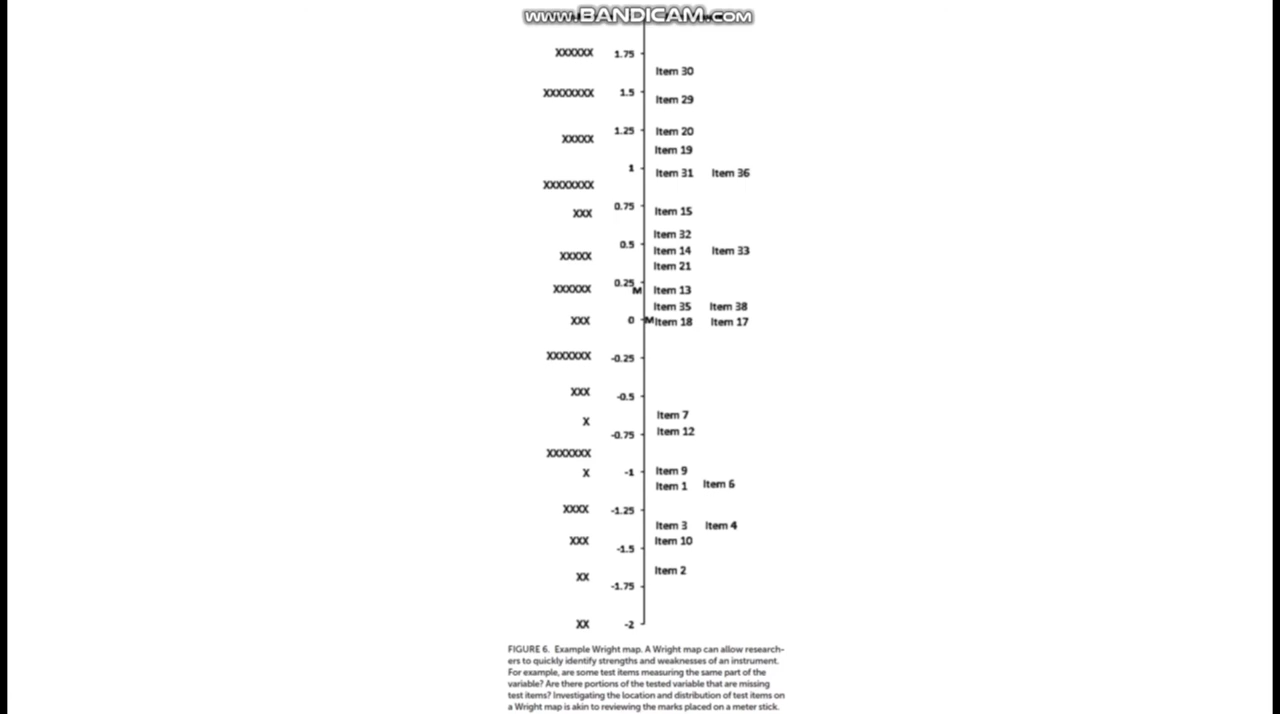 www.BANDICAM.com
XXXXXX 1.75
Item 30
XXXXXXXX 1.5
Item 29
1.25 Item 20
XXXXX
Item 19
1
Item 31 Item 36
XXXXXXXX
0.75
XXX Item 15
Item 32
0.5
Item 14 Item 33
XXXXX
Item 21
0.25
XXXXXX M Item 13
Item 35 Item 38
XXX 0 M Item 18 Item 17
XXXXXXX -0.25
XXX -0.5
Item 7
X
Item 12
-0.75
XXXXXXX
X -1 Item 9
Item 1 Item 6
XXXX -1.25
Item 3 Item 4
XXX Item 10
-1.5
Item 2
XX
-1.75
XX -2
FIGURE 6. Example Wright map. A Wright map can allow research-
ers to quickly identify strengths and weaknesses of an instrument.
For example, are some test items measuring the same part of the
variable? Are there portions of the tested variable that are missing
test items? Investigating the location and distribution of test items on
a Wright map is akin to reviewing the marks placed on a meter stick.